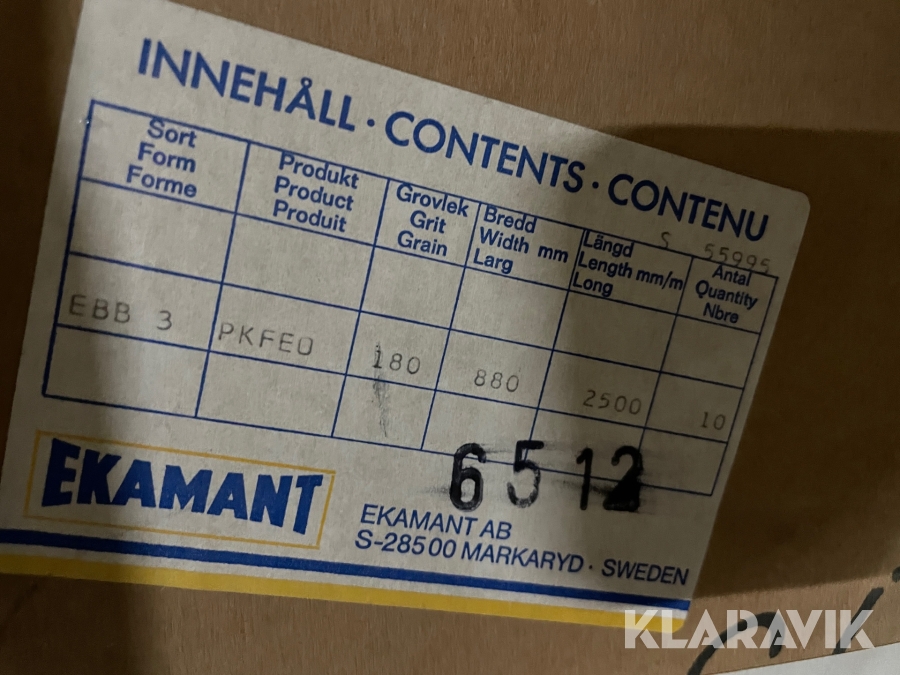 INNEHÅLL · CONTENTS · CONTENU
S 55995
Sort
Form
Forme
Produkt
Product
Produit
Grovlek
Grit
Grain
Bredd
Width mm
Larg
Längd
Length mm/m
Long
Antal
Quantity
Nbre
EBB 3 PKFEO 180 880 2500 10
6512
EKAMANT
EKAMANT AB
S-28500 MARKARYD · SWEDEN
KLARAVIK